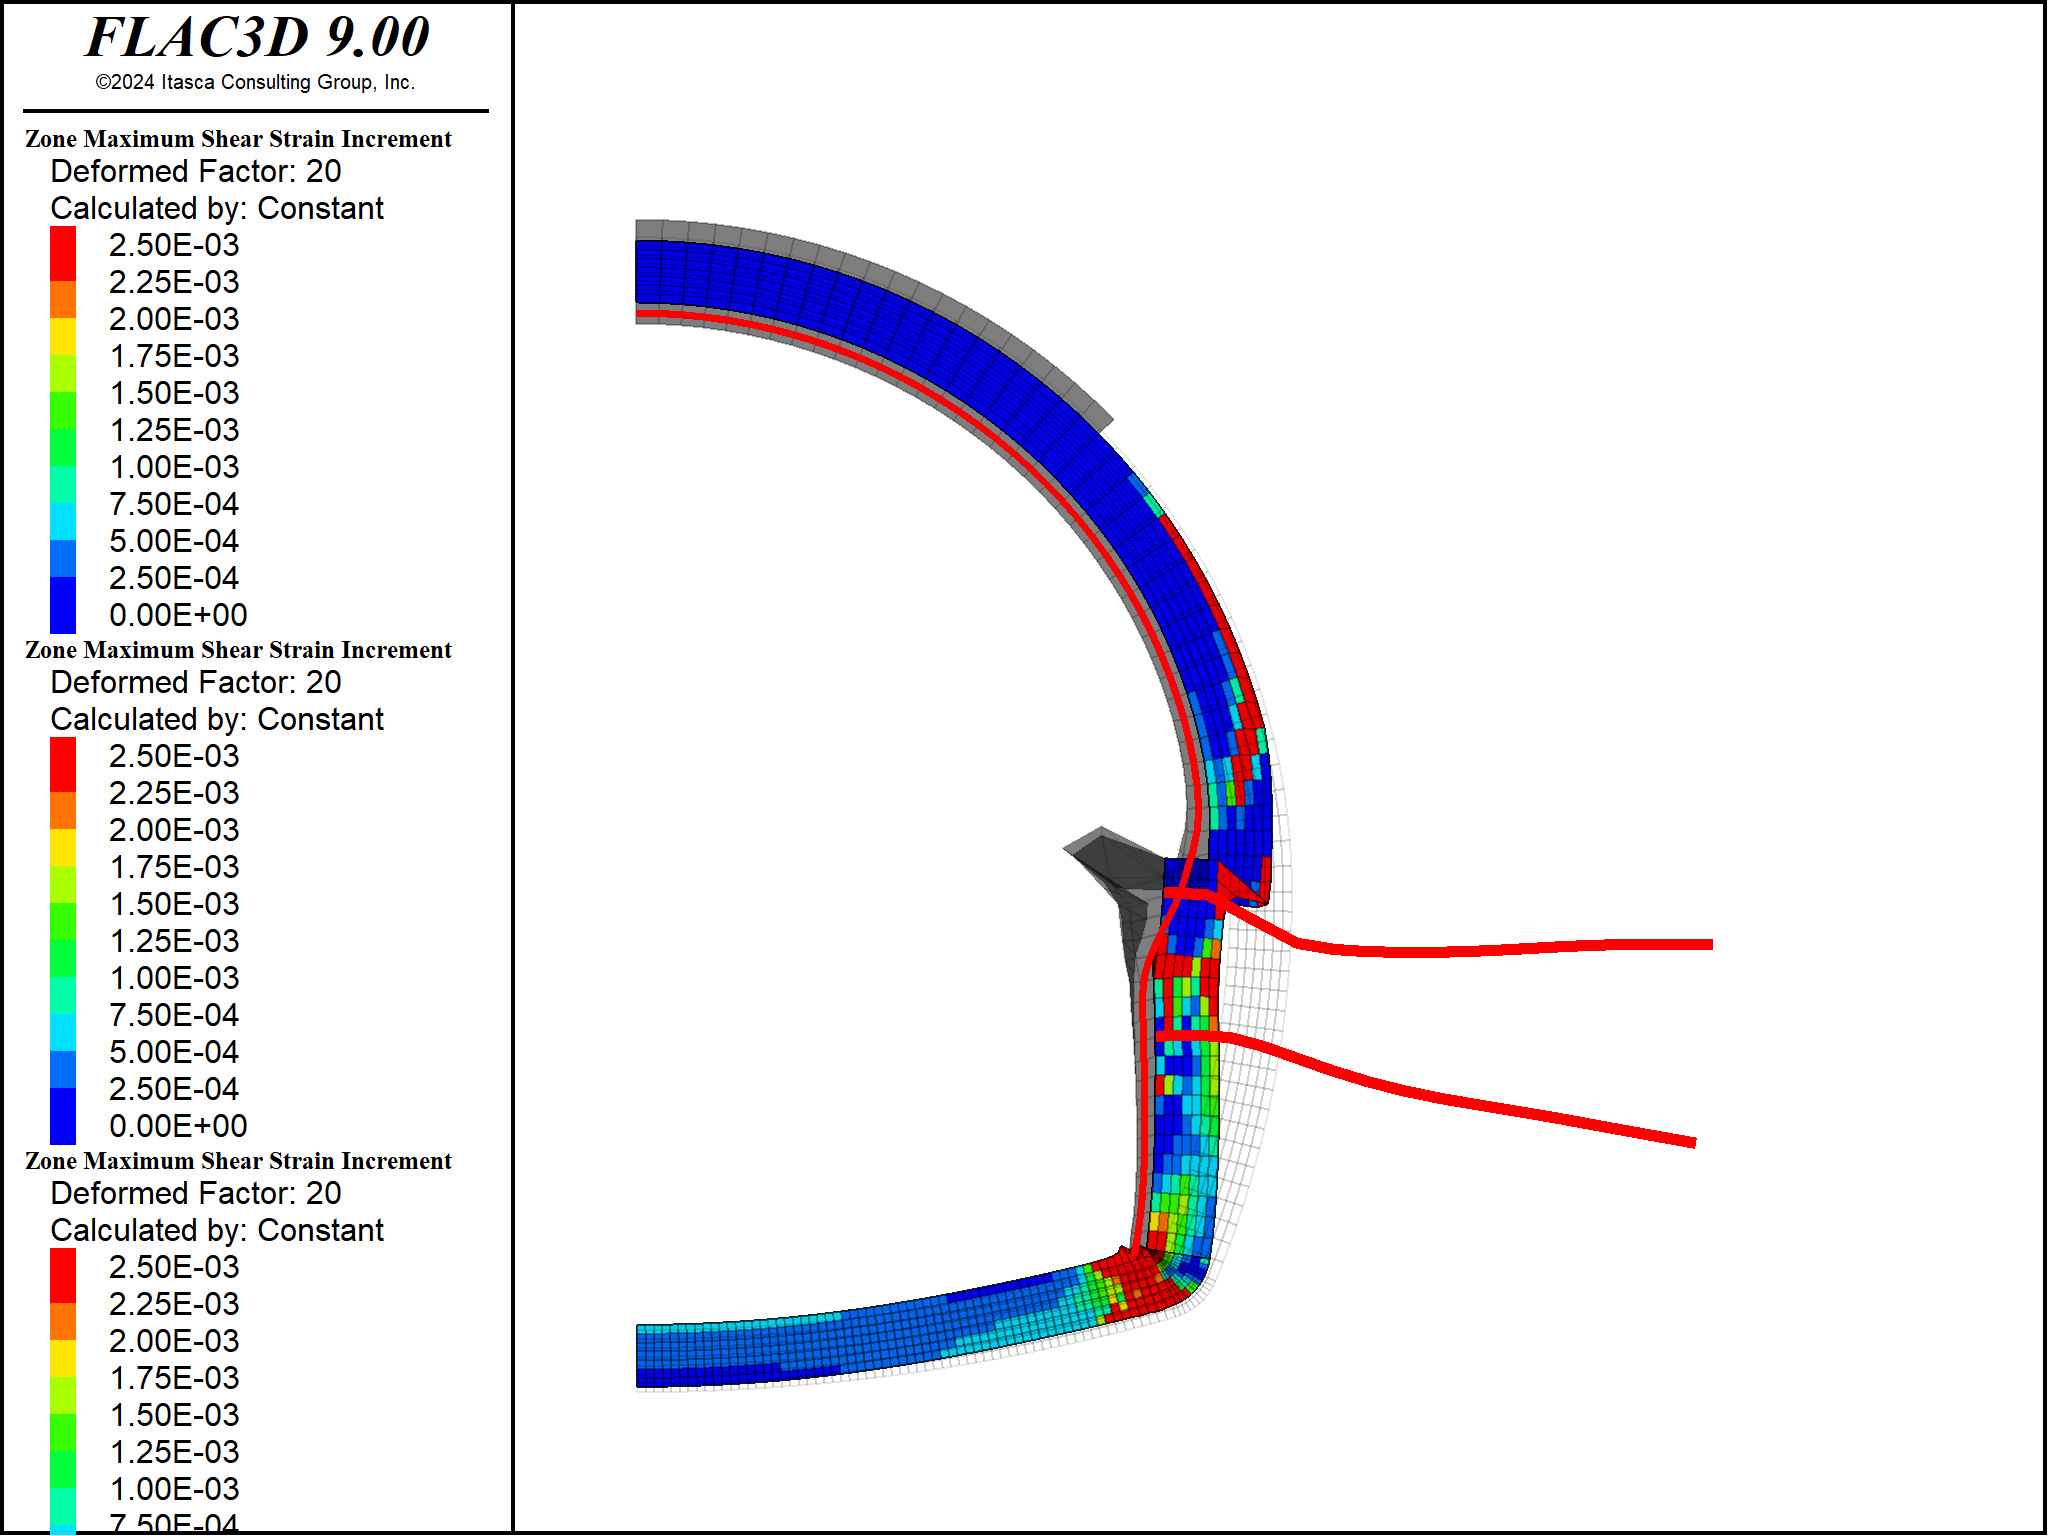 FLAC3D 9.00
©2024 Itasca Consulting Group, Inc.
Zone Maximum Shear Strain Increment
Deformed Factor: 20
Calculated by: Constant
2.50E-03
2.25E-03
2.00E-03
1.75E-03
1.50E-03
1.25E-03
1.00E-03
7.50E-04
5.00E-04
2.50E-04
0.00E+00
Zone Maximum Shear Strain Increment
Deformed Factor: 20
Calculated by: Constant
2.50E-03
2.25E-03
2.00E-03
1.75E-03
1.50E-03
1.25E-03
1.00E-03
7.50E-04
5.00E-04
2.50E-04
0.00E+00
Zone Maximum Shear Strain Increment
Deformed Factor: 20
Calculated by: Constant
2.50E-03
2.25E-03
2.00E-03
1.75E-03
1.50E-03
1.25E-03
1.00E-03
7.50E-04